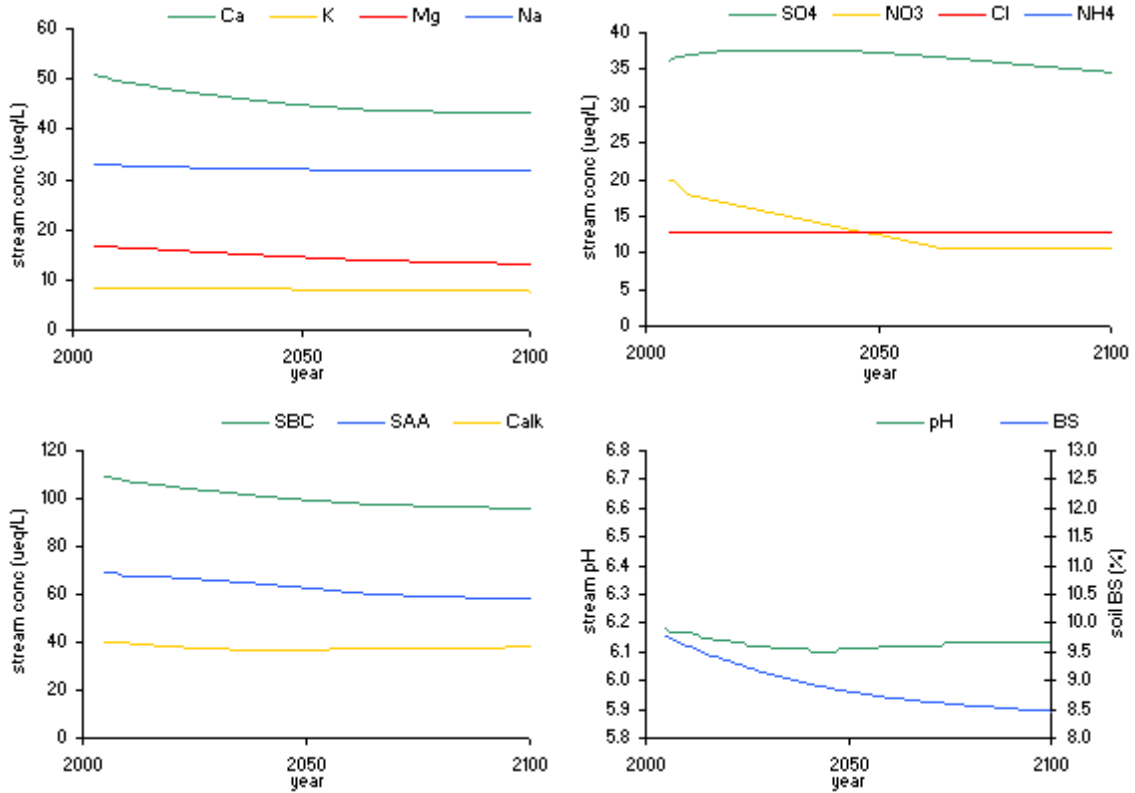 Ca K Mg Na
60
50
40
30
20
10
0
stream conc (ueq/L)
2000 2050 2100
year
SO4 NO3 Cl NH4
40
35
30
25
20
15
10
5
0
stream conc (ueq/L)
2000 2050 2100
year
SBC SAA Calk
120
100
80
60
40
20
0
stream conc (ueq/L)
2000 2050 2100
year
pH BS
6.8 13.0
6.7 12.5
6.6 12.0
6.5 11.5
6.4 11.0
6.3 10.5
6.2 10.0
6.1 9.5
6.0 9.0
5.9 8.5
5.8 8.0
stream pH
soil BS (%)
2000 2050 2100
year